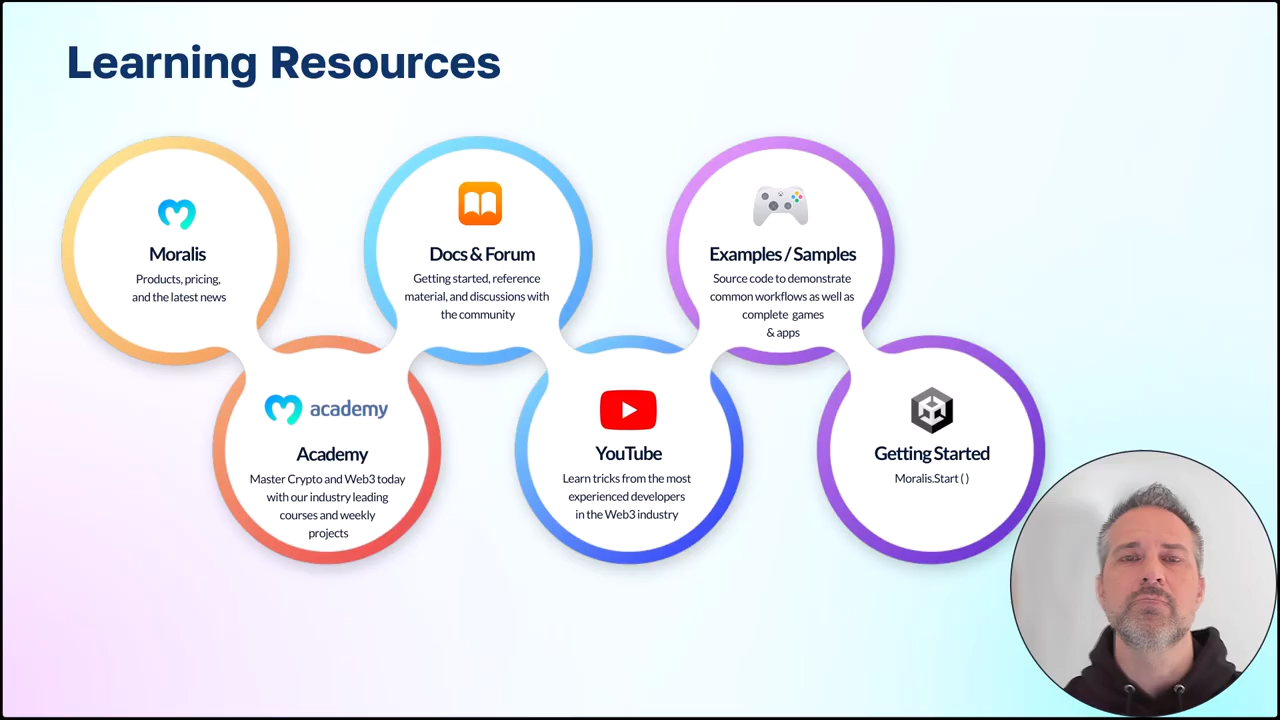 Learning Resources
Moralis
Products, pricing,
and the latest news
Docs & Forum
Getting started, reference
material, and discussions with
the community
Examples / Samples
Source code to demonstrate
common workflows as well as
complete games
& apps
academy
Academy
Master Crypto and Web3 today
with our industry leading
courses and weekly
projects
YouTube
Learn tricks from the most
experienced developers
in the Web3 industry
Getting Started
Moralis.Start ( )